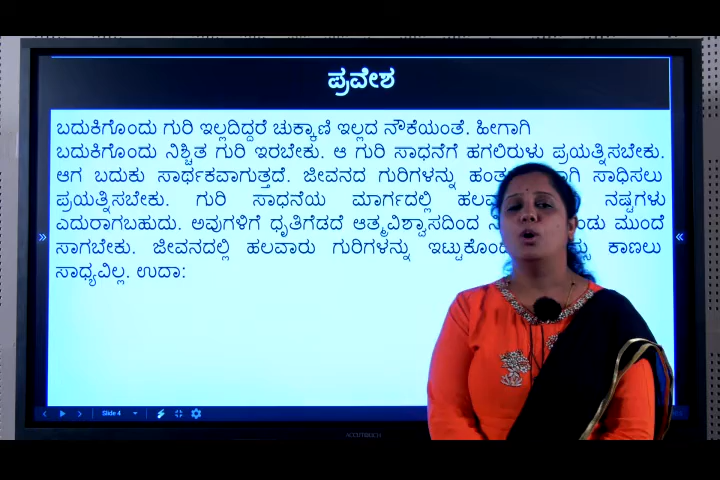 ಪ್ರವೇಶ
ಬದುಕಿಗೊಂದು ಗುರಿ ಇಲ್ಲದಿದ್ದರೆ ಚುಕ್ಕಾಣಿ ಇಲ್ಲದ ನೌಕೆಯಂತೆ. ಹೀಗಾಗಿ
ಬದುಕಿಗೊಂದು ನಿಶ್ಚಿತ ಗುರಿ ಇರಬೇಕು. ಆ ಗುರಿ ಸಾಧನೆಗೆ ಹಗಲಿರುಳು ಪ್ರಯತ್ನಿಸಬೇಕು.
ಆಗ ಬದುಕು ಸಾರ್ಥಕವಾಗುತ್ತದೆ. ಜೀವನದ ಗುರಿಗಳನ್ನು ಸಾಧಿಸಲು
ಪ್ರಯತ್ನಿಸಬೇಕು. ಗುರಿ ಸಾಧನೆಯ ಮಾರ್ಗದಲ್ಲಿ ನಷ್ಟಗಳು
ಎದುರಾಗಬಹುದು. ಅವುಗಳಿಗೆ ಧೃತಿಗೆಡದೆ ಆತ್ಮವಿಶ್ವಾಸದಿಂದ ಮುಂದೆ
ಸಾಗಬೇಕು. ಜೀವನದಲ್ಲಿ ಹಲವಾರು ಗುರಿಗಳನ್ನು ಕಾಣಲು
ಸಾಧ್ಯವಿಲ್ಲ. ಉದಾ:
Slide 4